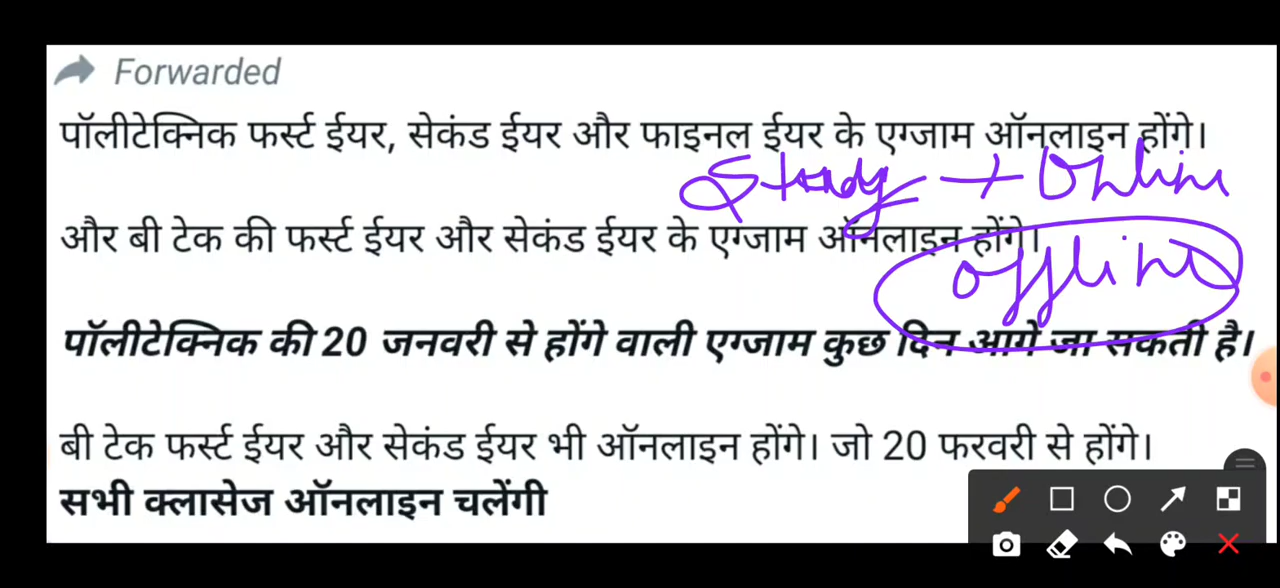 Forwarded
पॉलीटेक्निक फर्स्ट ईयर, सेकंड ईयर और फाइनल ईयर के एग्जाम ऑनलाइन होंगे।
Study + Online
और बी टेक की फर्स्ट ईयर और सेकंड ईयर के एग्जाम ऑनलाइन होंगे।
offline
पॉलीटेक्निक की 20 जनवरी से होंगे वाली एग्जाम कुछ दिन आगे जा सकती है।
बी टेक फर्स्ट ईयर और सेकंड ईयर भी ऑनलाइन होंगे। जो 20 फरवरी से होंगे।
सभी क्लासेज ऑनलाइन चलेंगी